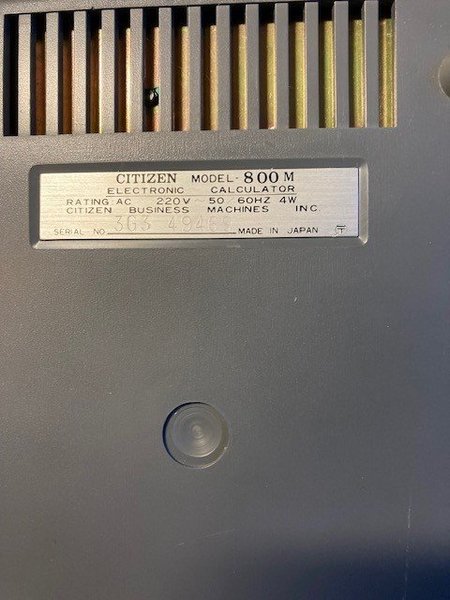 CITIZEN MODEL-800M
ELECTRONIC CALCULATOR
RATING AC 220V 50 60HZ 4W
CITIZEN BUSINESS MACHINES INC.
SERIAL NO. MADE IN JAPAN